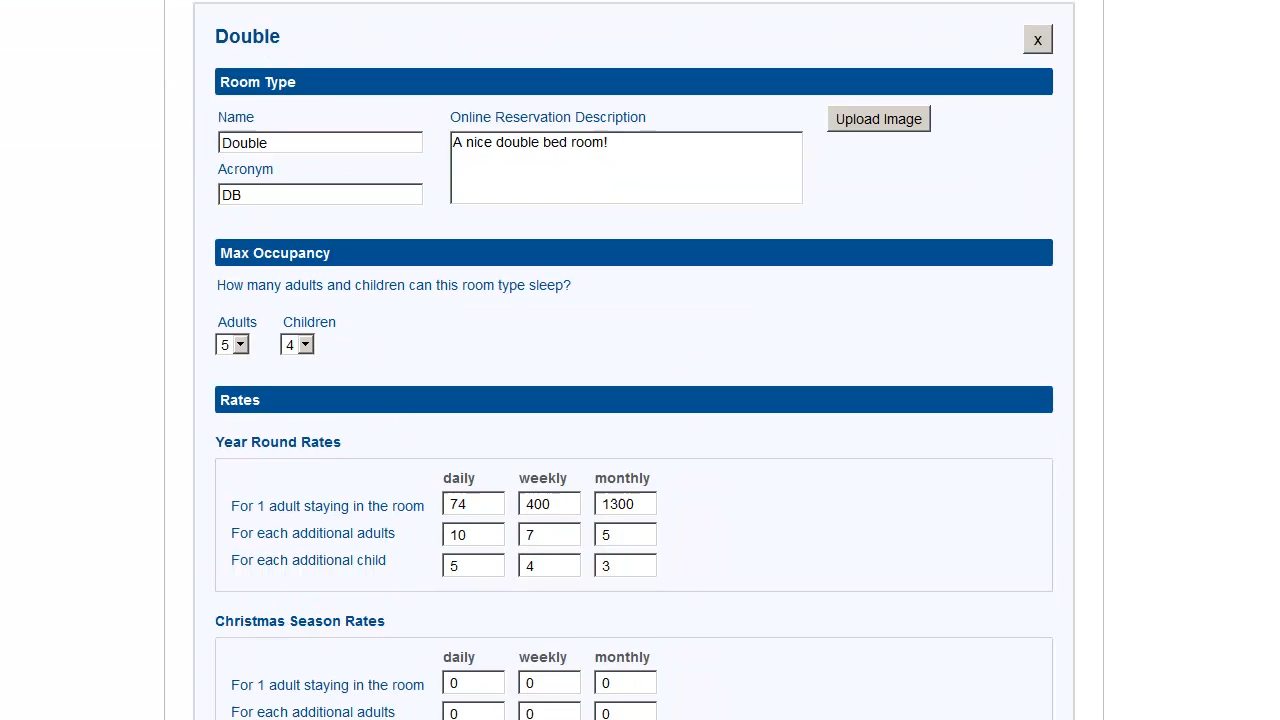 Double
x
Room Type
Name
Online Reservation Description
Upload Image
Double
A nice double bed room!
Acronym
DB
Max Occupancy
How many adults and children can this room type sleep?
Adults Children
5 4
Rates
Year Round Rates
daily weekly monthly
For 1 adult staying in the room 74 400 1300
For each additional adults 10 7 5
For each additional child 5 4 3
Christmas Season Rates
daily weekly monthly
For 1 adult staying in the room 0 0 0
For each additional adults 0 0 0